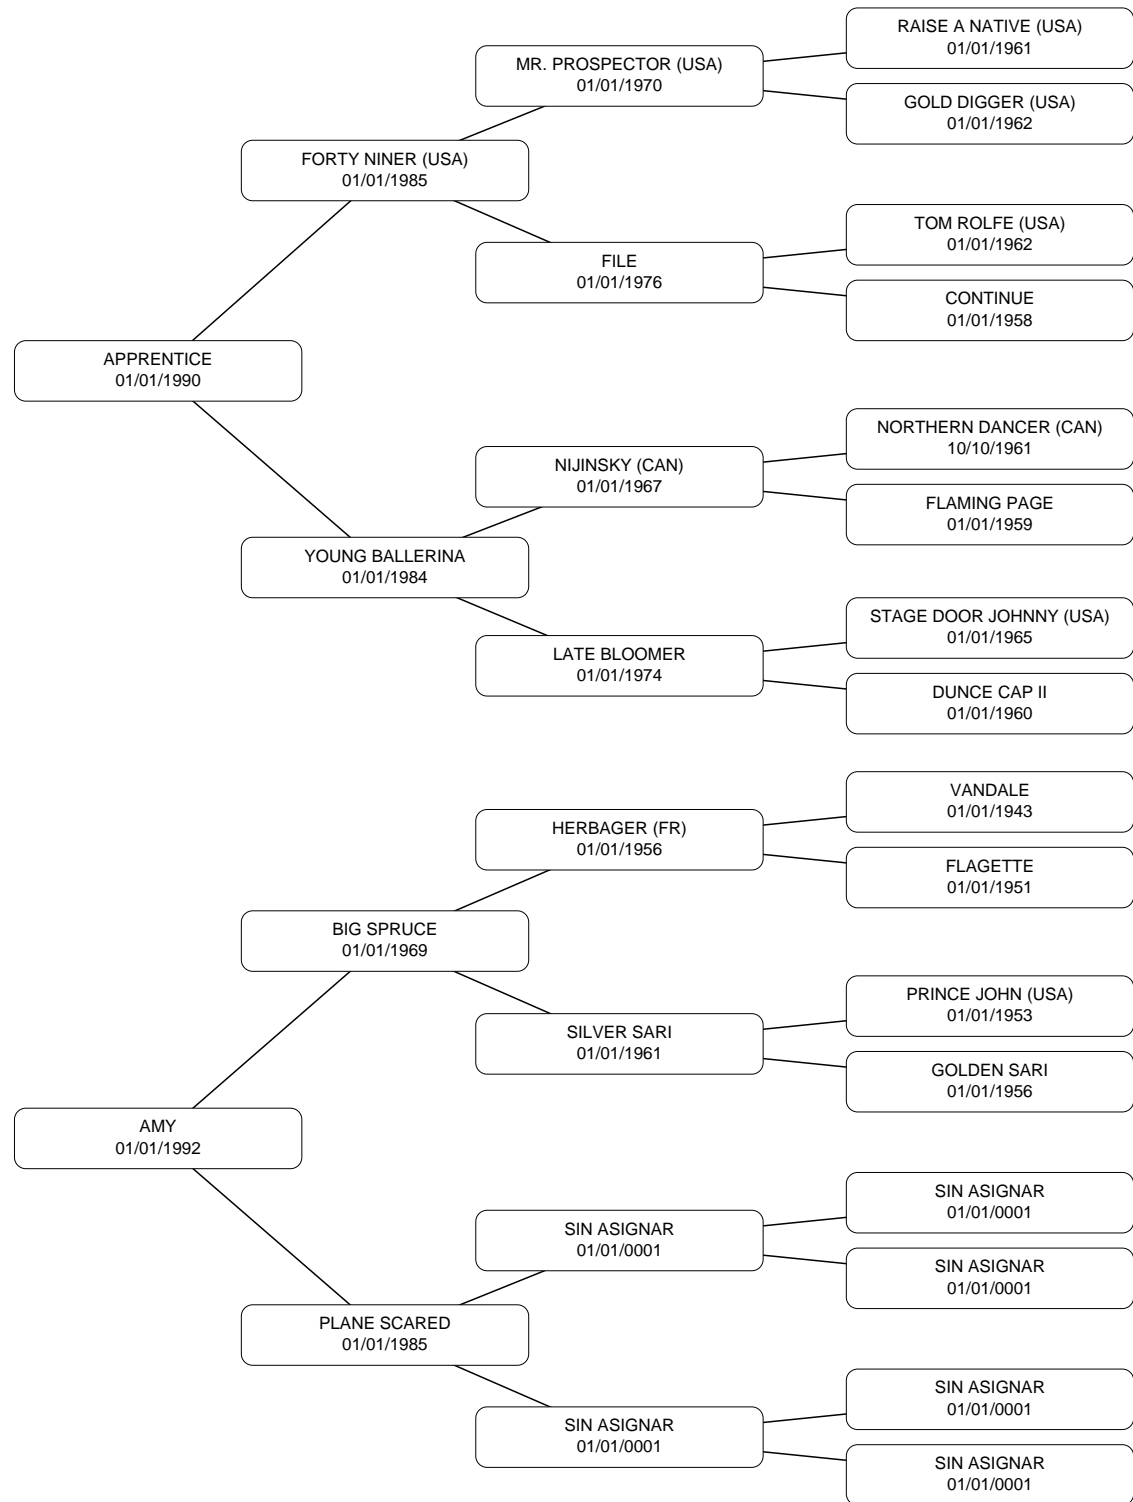 RAISE A NATIVE (USA)
01/01/1961
MR. PROSPECTOR (USA)
01/01/1970
GOLD DIGGER (USA)
01/01/1962
FORTY NINER (USA)
01/01/1985
TOM ROLFE (USA)
01/01/1962
FILE
01/01/1976
CONTINUE
01/01/1958
APPRENTICE
01/01/1990
NORTHERN DANCER (CAN)
10/10/1961
NIJINSKY (CAN)
01/01/1967
FLAMING PAGE
01/01/1959
YOUNG BALLERINA
01/01/1984
STAGE DOOR JOHNNY (USA)
01/01/1965
LATE BLOOMER
01/01/1974
DUNCE CAP II
01/01/1960
VANDALE
01/01/1943
HERBAGER (FR)
01/01/1956
FLAGETTE
01/01/1951
BIG SPRUCE
01/01/1969
PRINCE JOHN (USA)
01/01/1953
SILVER SARI
01/01/1961
GOLDEN SARI
01/01/1956
AMY
01/01/1992
SIN ASIGNAR
01/01/0001
SIN ASIGNAR
01/01/0001
SIN ASIGNAR
01/01/0001
PLANE SCARED
01/01/1985
SIN ASIGNAR
01/01/0001
SIN ASIGNAR
01/01/0001
SIN ASIGNAR
01/01/0001